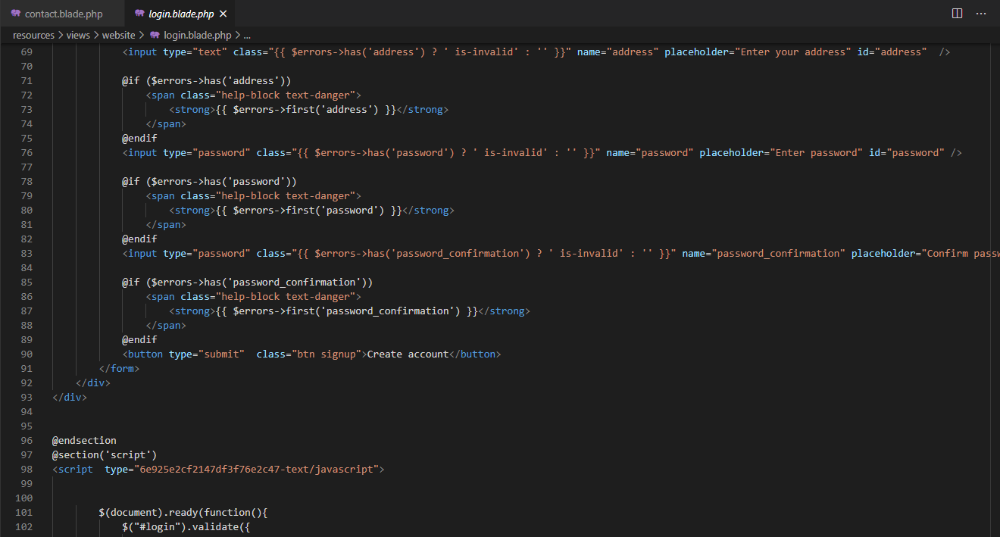 contact.blade.php login.blade.php ✕ ···
resources > views > website > login.blade.php > ...
69 <input type="text" class="{{ $errors->has('address') ? ' is-invalid' : '' }}" name="address" placeholder="Enter your address" id="address"  />
70
71 @if ($errors->has('address'))
72 <span class="help-block text-danger">
73 <strong>{{ $errors->first('address') }}</strong>
74 </span>
75 @endif
76 <input type="password" class="{{ $errors->has('password') ? ' is-invalid' : '' }}" name="password" placeholder="Enter password" id="password" />
77
78 @if ($errors->has('password'))
79 <span class="help-block text-danger">
80 <strong>{{ $errors->first('password') }}</strong>
81 </span>
82 @endif
83 <input type="password" class="{{ $errors->has('password_confirmation') ? ' is-invalid' : '' }}" name="password_confirmation" placeholder="Confirm passw
84
85 @if ($errors->has('password_confirmation'))
86 <span class="help-block text-danger">
87 <strong>{{ $errors->first('password_confirmation') }}</strong>
88 </span>
89 @endif
90 <button type="submit"  class="btn signup">Create account</button>
91 </form>
92 </div>
93 </div>
94
95
96 @endsection
97 @section('script')
98 <script  type="6e925e2cf2147df3f76e2c47-text/javascript">
99
100
101 $(document).ready(function(){
102 $("#login").validate({